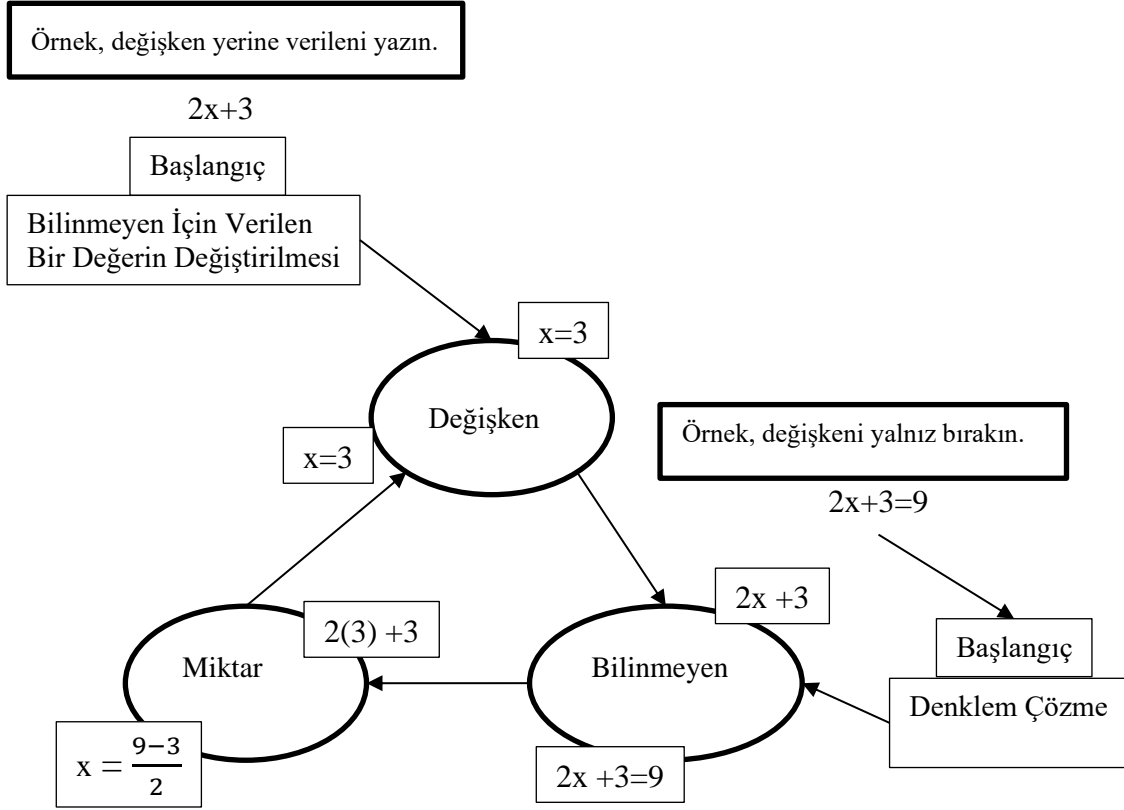 Örnek, değişken yerine verileni yazın.
2x+3
Başlangıç
Bilinmeyen İçin Verilen
Bir Değerin Değiştirilmesi
x=3
Değişken
x=3
Örnek, değişkeni yalnız bırakın.
2x+3=9
2x +3
2(3) +3
Başlangıç
Miktar
Bilinmeyen
Denklem Çözme
x = \frac{9−3}{2}
2x +3=9